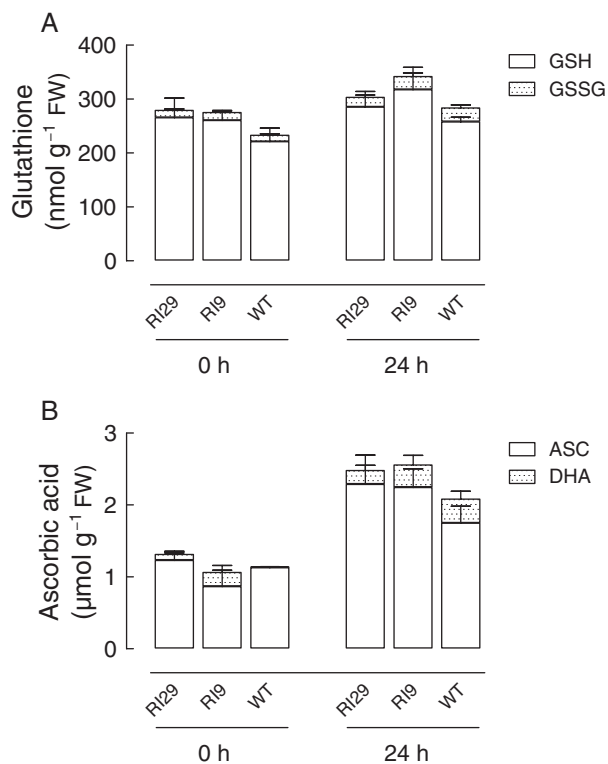 A
Glutathione
(nmol g⁻¹ FW)
400
300
200
100
0
GSH
GSSG
RI29
RI9
WT
RI29
RI9
WT
0 h
24 h
B
Ascorbic acid
(μmol g⁻¹ FW)
3
2
1
0
ASC
DHA
RI29
RI9
WT
RI29
RI9
WT
0 h
24 h